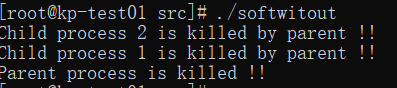 [root@kp-test01 src]# ./softwitout
Child process 2 is killed by parent !!
Child process 1 is killed by parent !!
Parent process is killed !!